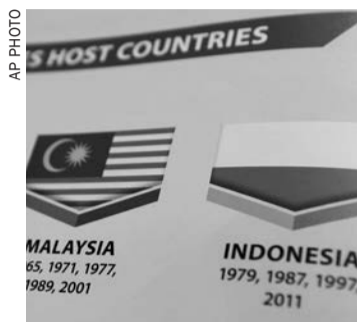 AP PHOTO
S HOST COUNTRIES
MALAYSIA
65, 1971, 1977,
1989, 2001
INDONESIA
1979, 1987, 1997,
2011